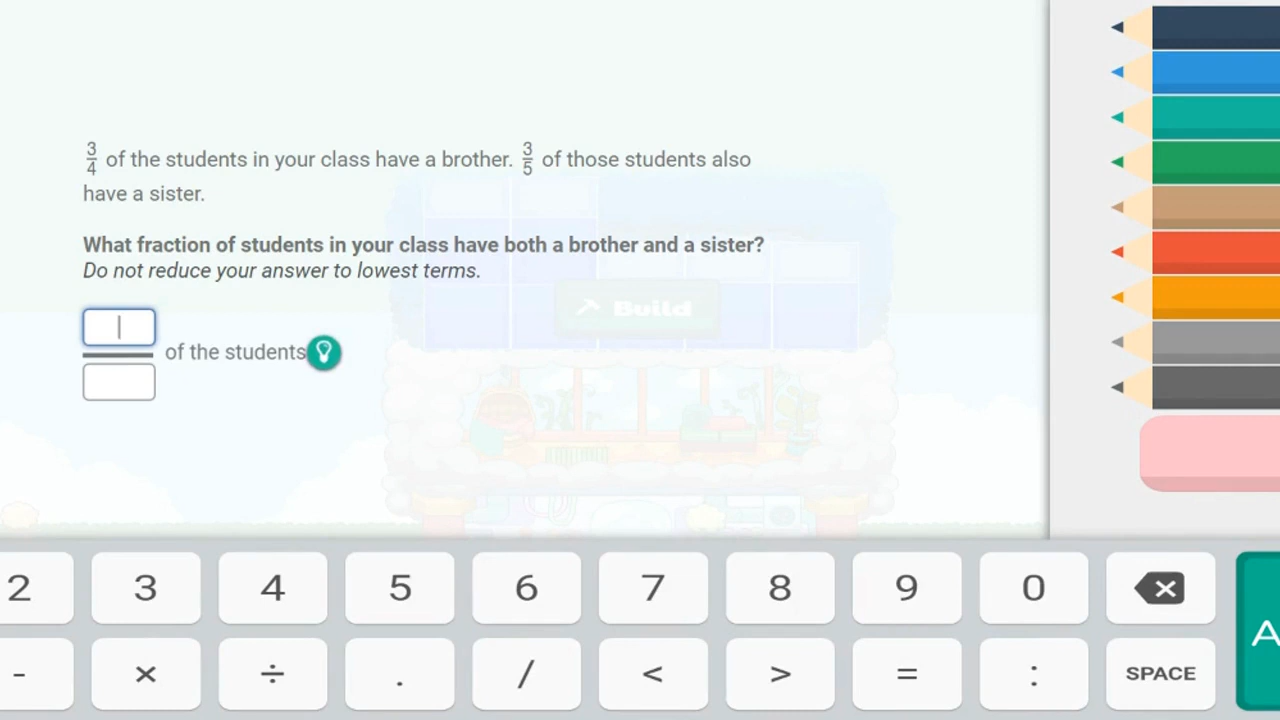 3/4 of the students in your class have a brother. 3/5 of those students also
have a sister.
What fraction of students in your class have both a brother and a sister?
Do not reduce your answer to lowest terms.
Build
of the students
2 3 4 5 6 7 8 9 0
- × ÷ . / < > = : SPACE